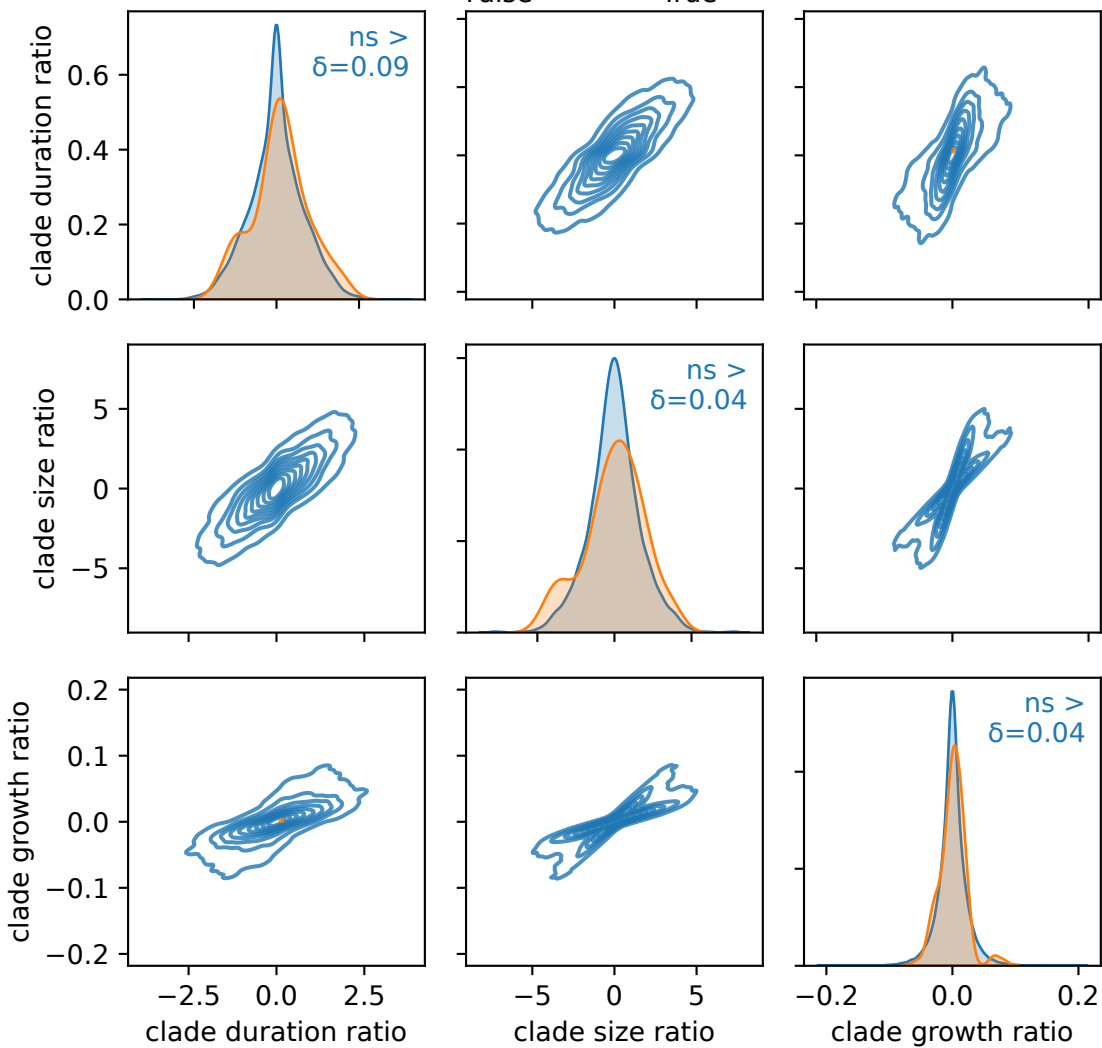 clade duration ratio
0.6
0.4
0.2
0.0
ns >
δ=0.09
clade size ratio
5
0
−5
ns >
δ=0.04
clade growth ratio
0.2
0.1
0.0
−0.1
−0.2
ns >
δ=0.04
−2.5 0.0 2.5
−5 0 5
−0.2 0.0 0.2
clade duration ratio
clade size ratio
clade growth ratio